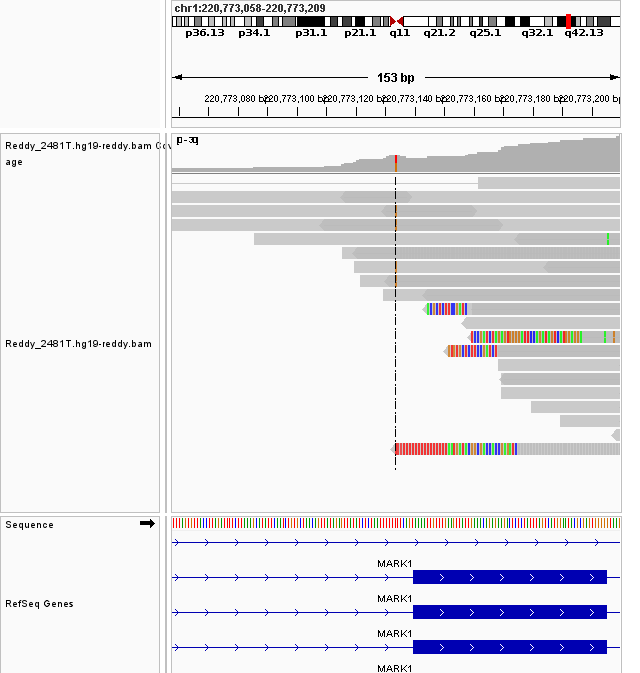 chr1:220,773,058-220,773,209
p36.13 p34.1 p31.1 p21.1 q11 q21.2 q25.1 q32.1 q42.13
153 bp
220,773,080 bp 220,773,100 bp 220,773,120 bp 220,773,140 bp 220,773,160 bp 220,773,180 bp 220,773,200 bp
Reddy_2481T.hg19-reddy.bam Cov
age
Reddy_2481T.hg19-reddy.bam
Sequence
MARK1
MARK1
RefSeq Genes
MARK1
MARK1